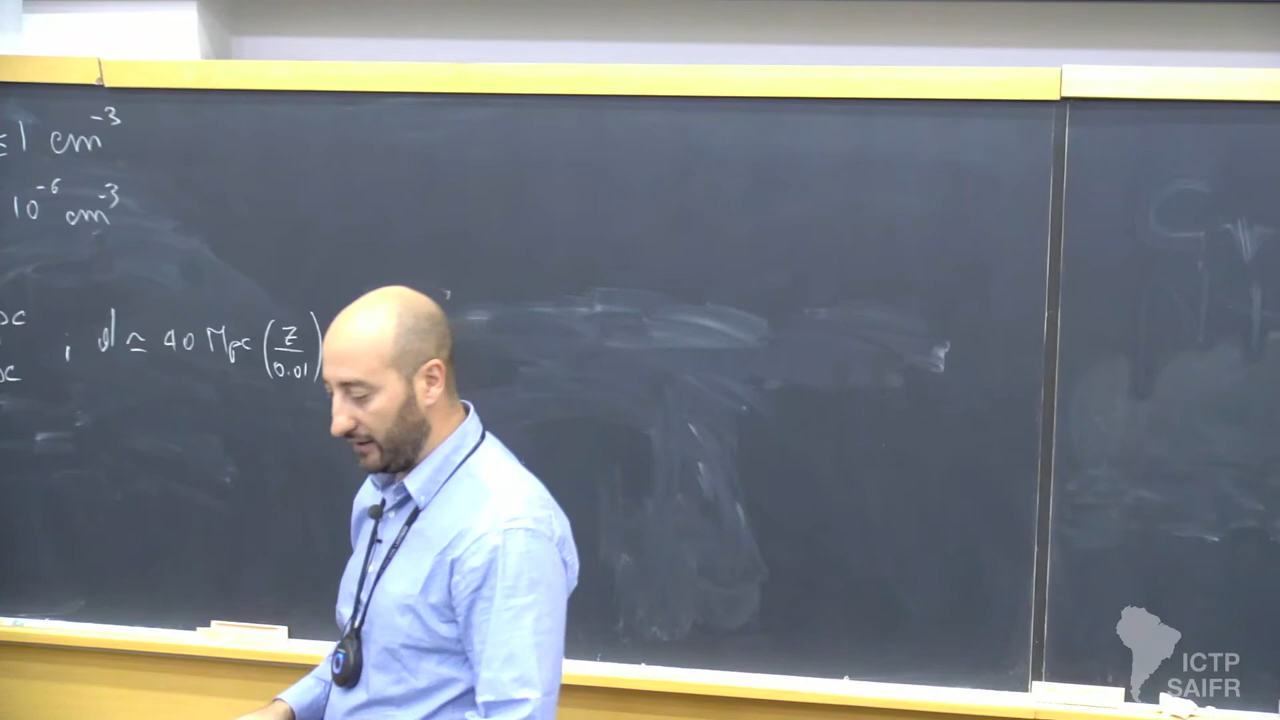 ≤ 1 cm⁻³
10⁻⁶ cm⁻³
pc
; d ≃ 40 Mpc (z/0.01)
pc
ICTP
SAIFR